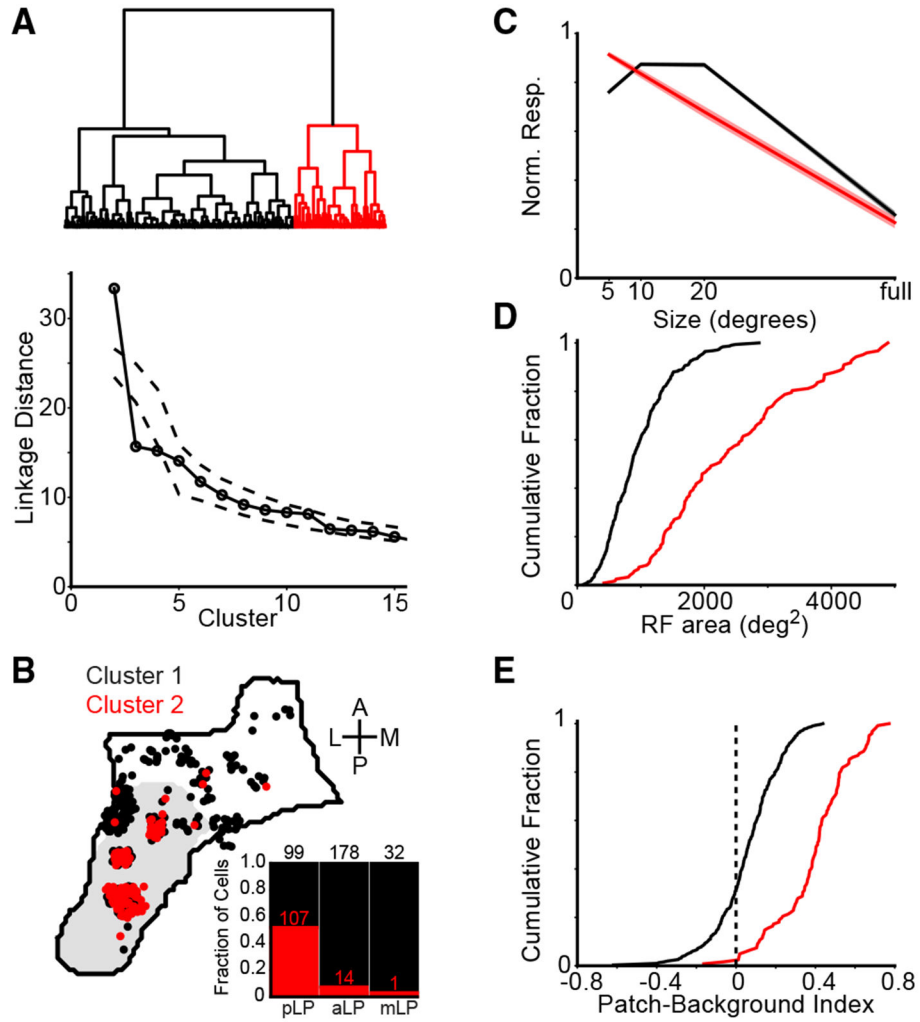 A
Linkage Distance
30
20
10
0
0 5 10 15
Cluster
B
Cluster 1
Cluster 2
A
L M
P
Fraction of Cells
99 178 32
1.0
0.8
0.6
0.4
0.2
0
107 14 1
pLP aLP mLP
C
Norm. Resp.
1
0
5 10 20 full
Size (degrees)
D
Cumulative Fraction
1
0 2000 4000
RF area (deg²)
E
Cumulative Fraction
1
0
-0.8 -0.4 0 0.4 0.8
Patch-Background Index